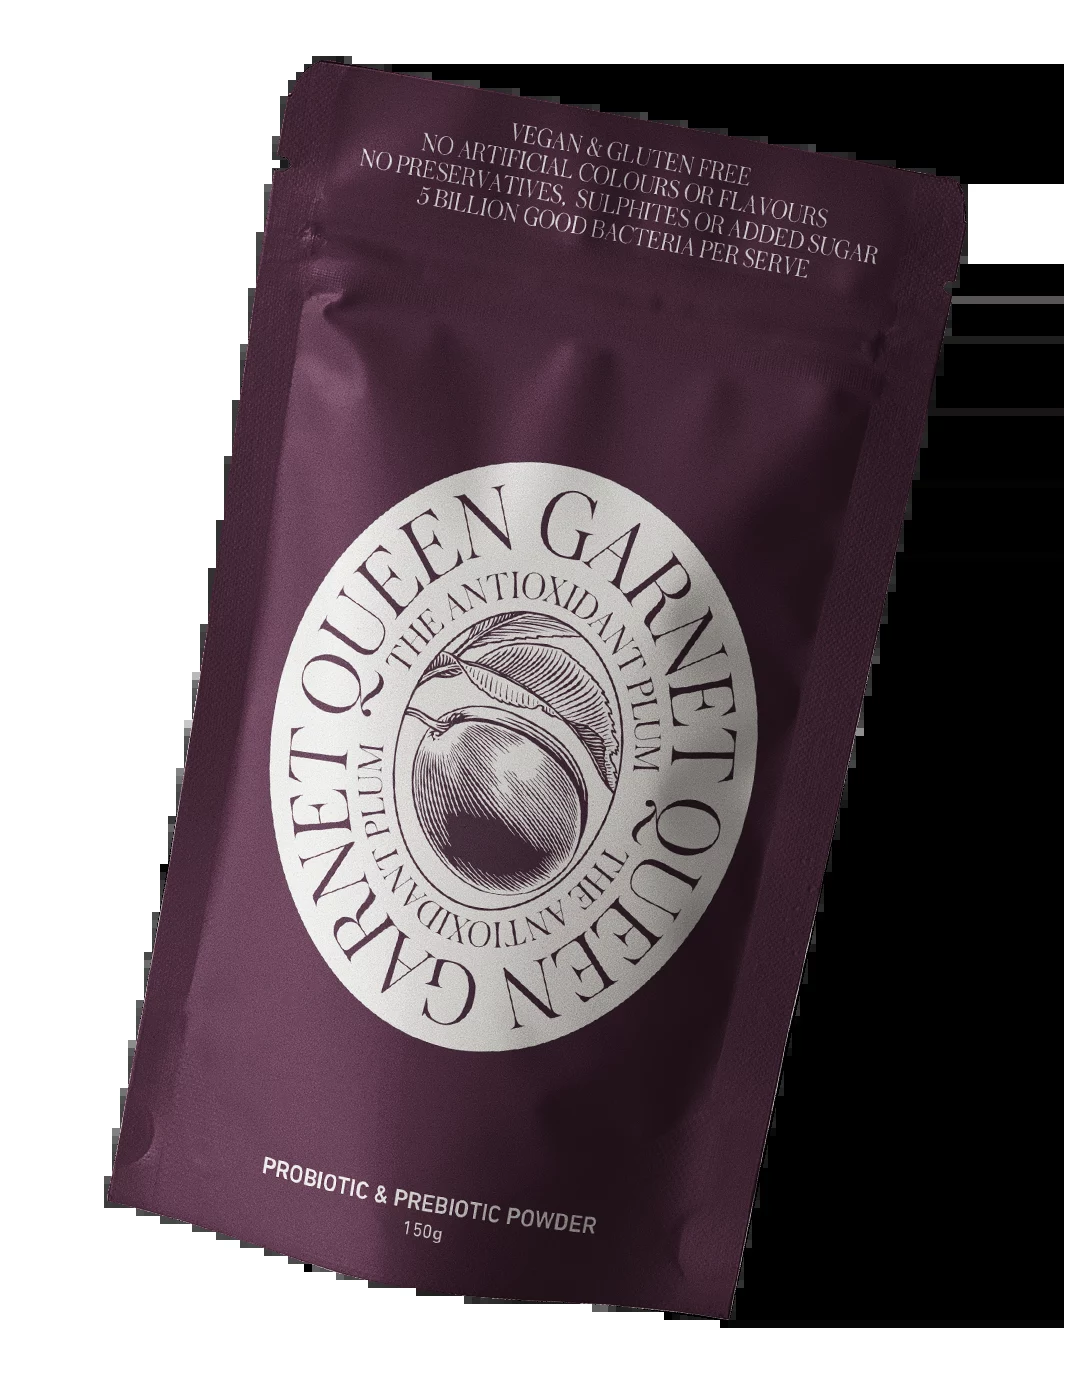 VEGAN & GLUTEN FREE
NO ARTIFICIAL COLOURS OR FLAVOURS
NO PRESERVATIVES, SULPHITES OR ADDED SUGAR
5 BILLION GOOD BACTERIA PER SERVE
QUEEN GARNET QUEEN GARNET
THE ANTIOXIDANT PLUM THE ANTIOXIDANT PLUM
PROBIOTIC & PREBIOTIC POWDER
150g